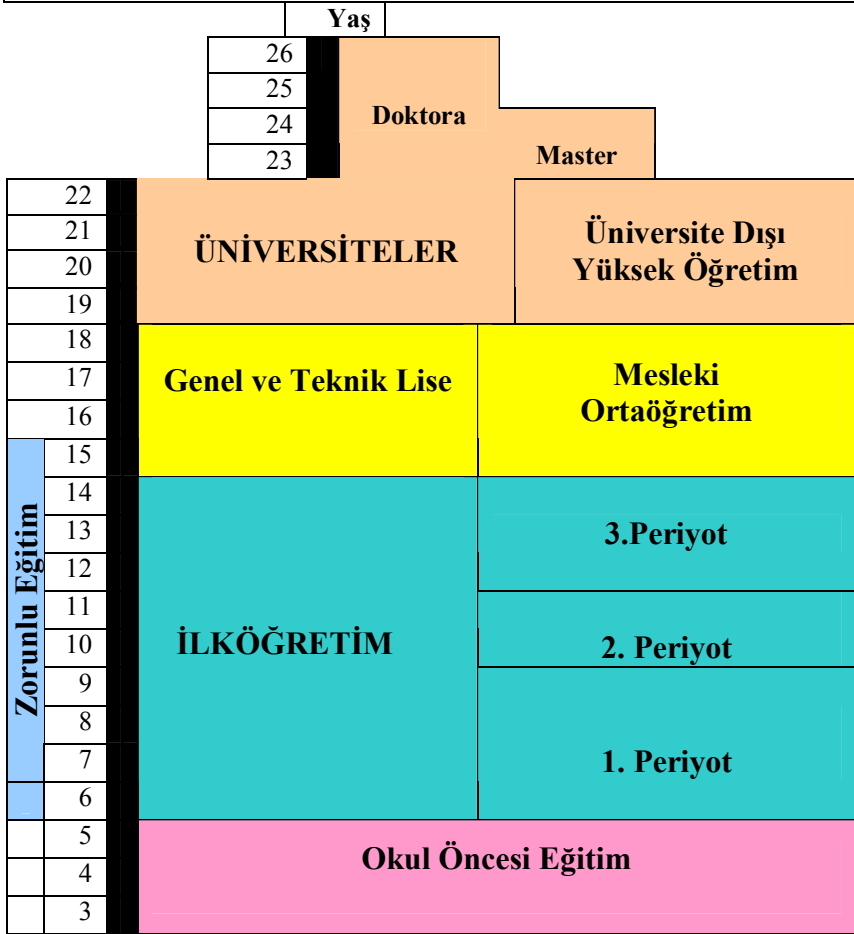 Yaş
26
25
Doktora
24
23
Master
22
21
20
19
ÜNİVERSİTELER
Üniversite Dışı
Yüksek Öğretim
18
17
16
15
Genel ve Teknik Lise
Mesleki
Ortaöğretim
Zorunlu Eğitim
14
13
12
11
10
9
8
7
6
İLKÖĞRETİM
3.Periyot
2. Periyot
1. Periyot
5
4
3
Okul Öncesi Eğitim